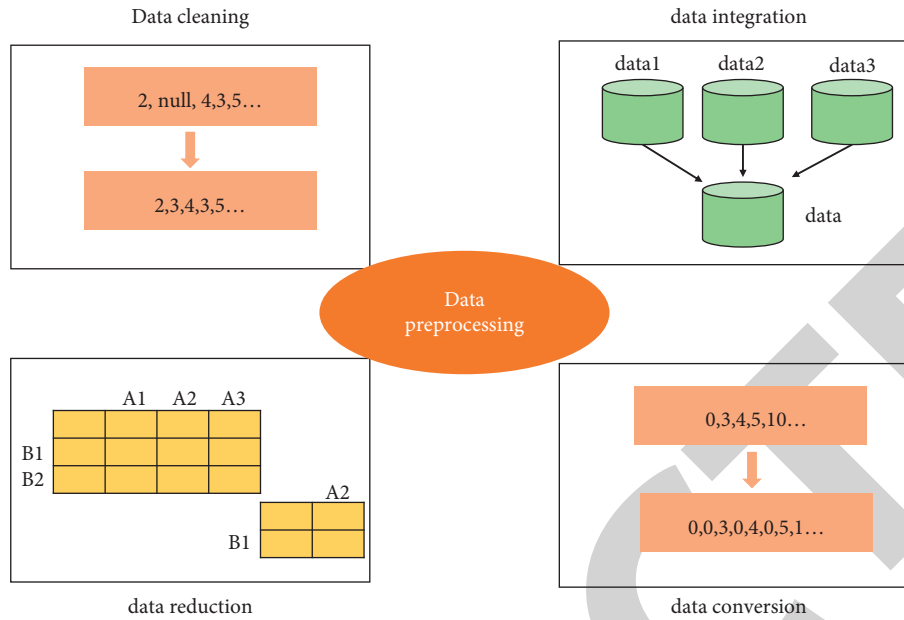 Data cleaning
2, null, 4,3,5…
2,3,4,3,5…
data integration
data1
data2
data3
data
Data
preprocessing
A1 A2 A3
B1
B2
A2
B1
data reduction
0,3,4,5,10…
0,0,3,0,4,0,5,1…
data conversion